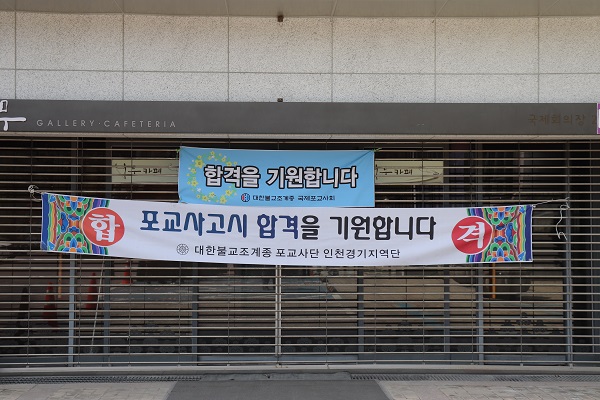 무
GALLERY · CAFETERIA
국제회의장
합격을 기원합니다
대한불교조계종 국제포교사회
합 포교사고시 합격을 기원합니다 격
대한불교조계종 포교사단 인천경기지역단